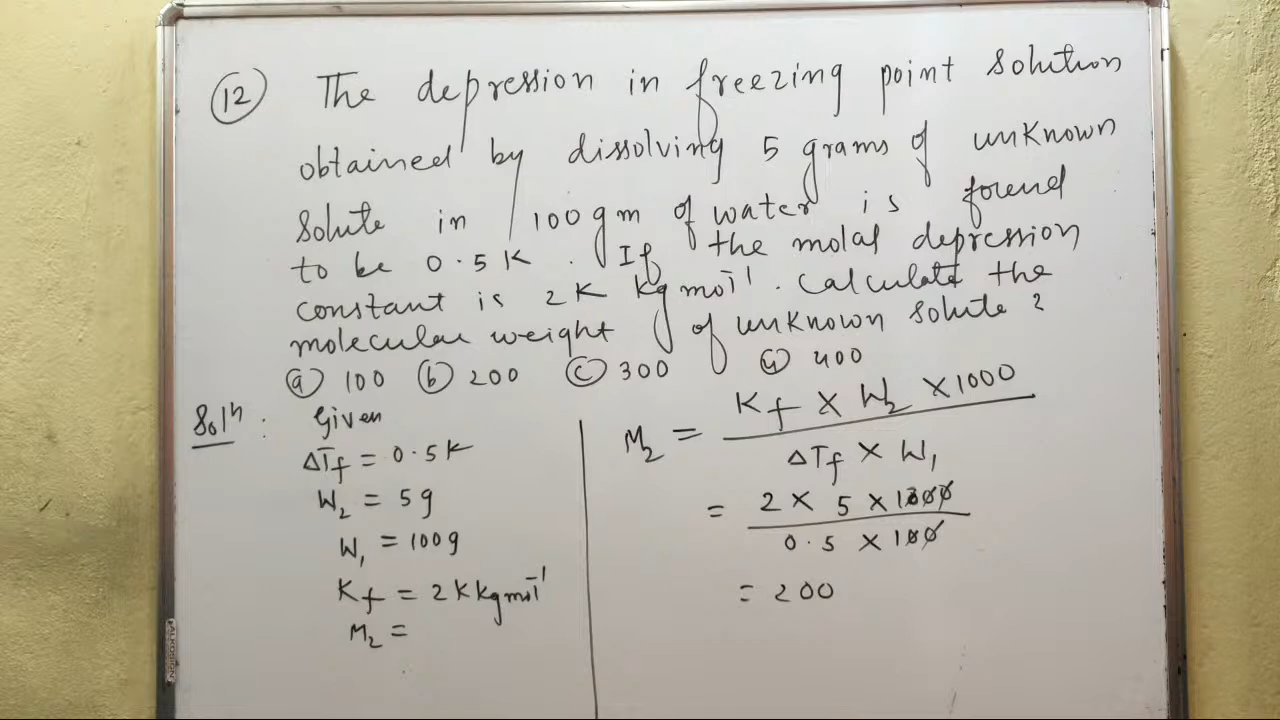 12 The depression in freezing point solution
obtained by dissolving 5 grams of unknown
solute in 100gm of water is found
to be 0.5K. If the molal depression
constant is 2K kg mol⁻¹. Calculate the
molecular weight of unknown solute?
a 100 b 200 c 300 d 400
Solⁿ: Given
ΔTf = 0.5K
W₂ = 5g
W₁ = 100g
Kf = 2K kg mol⁻¹
M₂ =
M₂ = Kf × W₂ × 1000
ΔTf × W₁
= 2 × 5 × 1000
0.5 × 100
= 200
ALKOSIGN